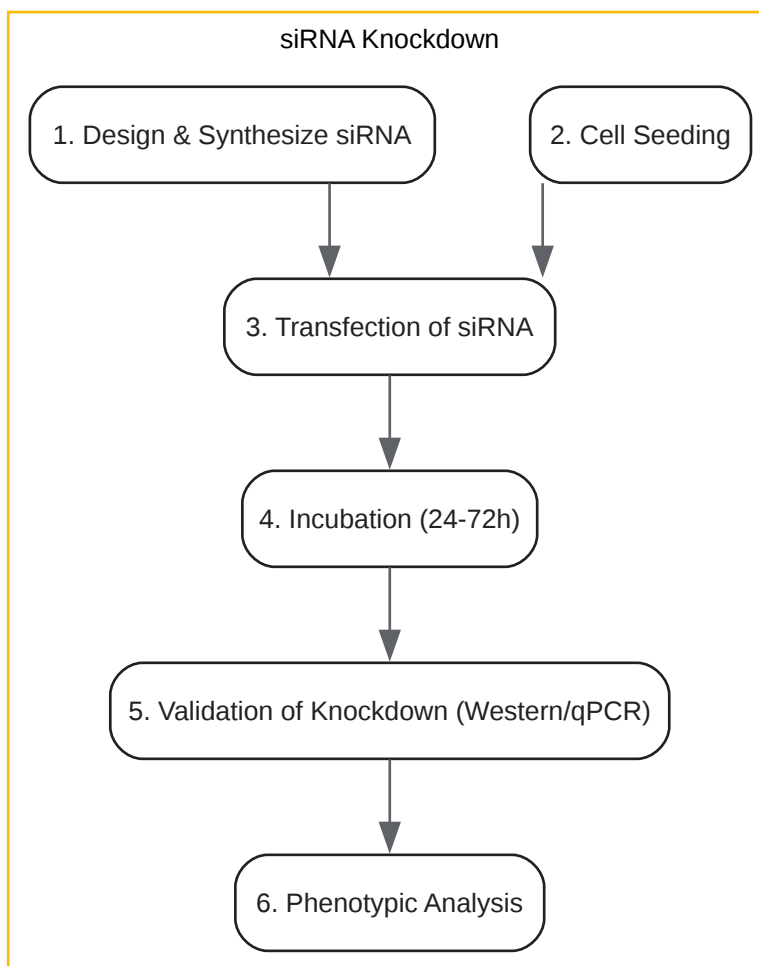 siRNA Knockdown
1. Design & Synthesize siRNA
2. Cell Seeding
3. Transfection of siRNA
4. Incubation (24-72h)
5. Validation of Knockdown (Western/qPCR)
6. Phenotypic Analysis